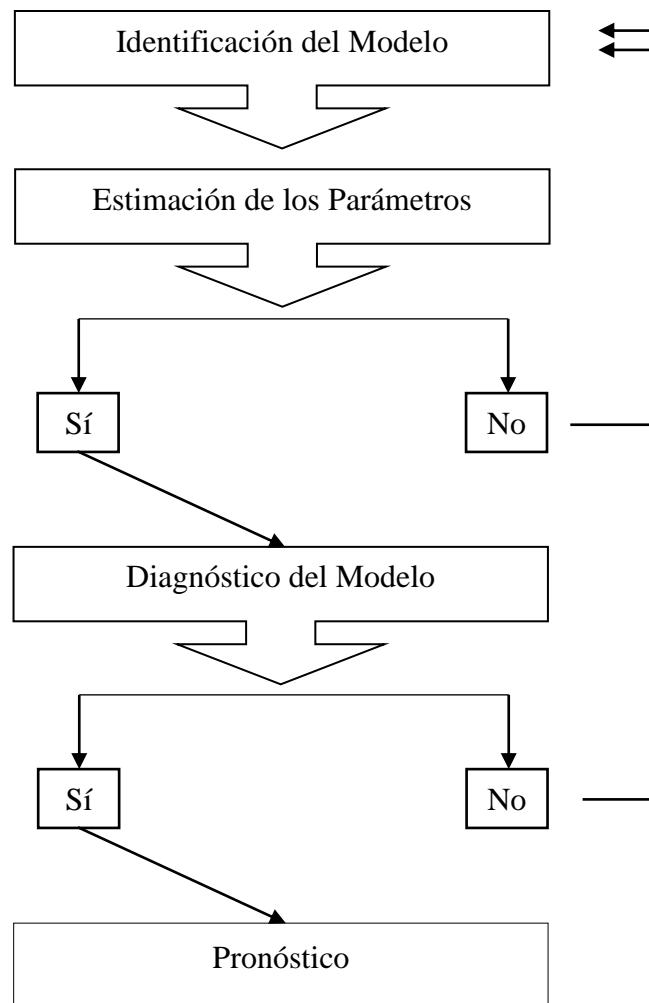 Identificación del Modelo
Estimación de los Parámetros
Sí
No
Diagnóstico del Modelo
Sí
No
Pronóstico